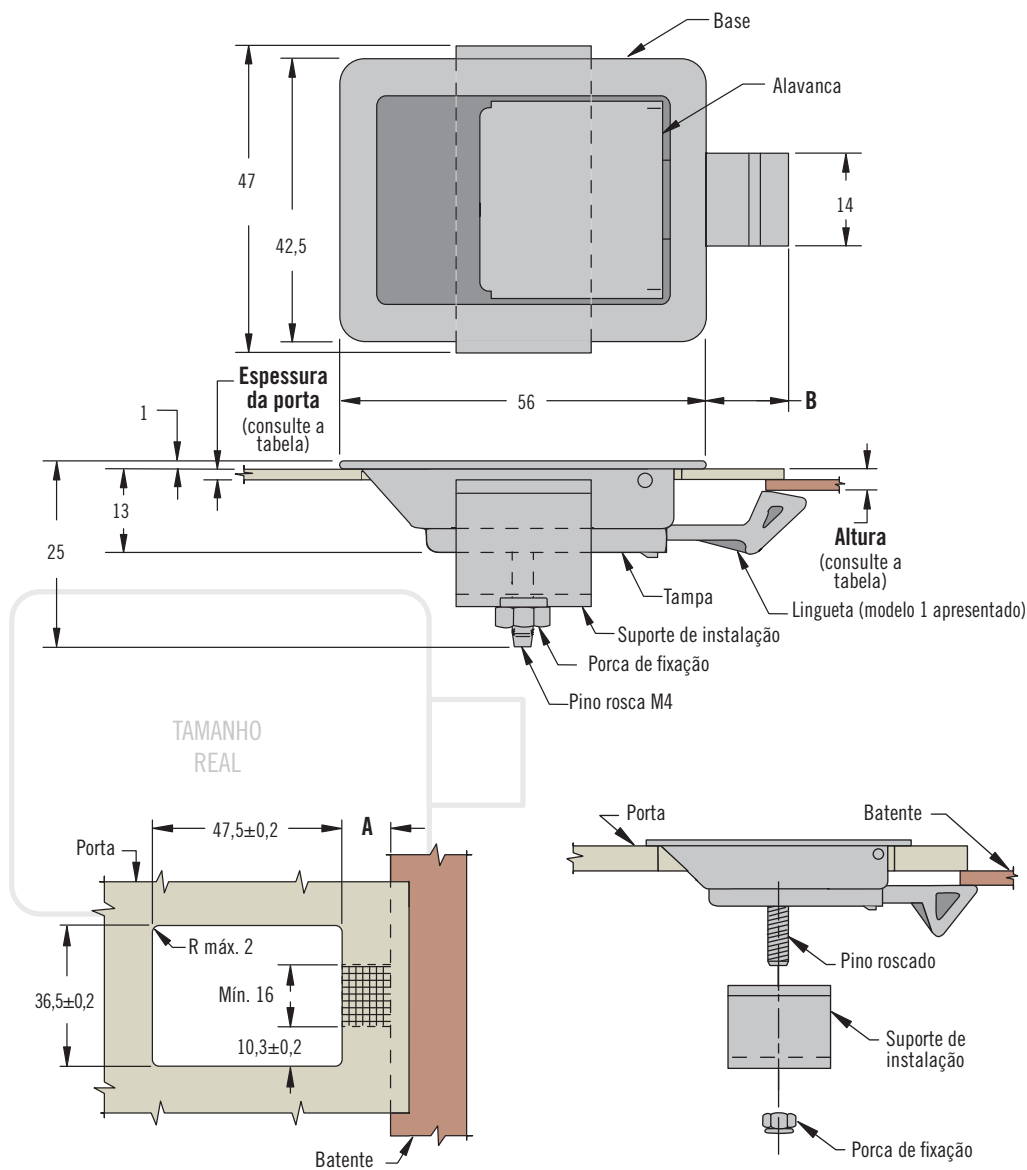 Base
Alavanca
47
42,5
14
Espessura
da porta
(consulte a
tabela)
1
56
B
13
25
Altura
(consulte a
tabela)
Tampa
Lingueta (modelo 1 apresentado)
Suporte de instalação
Porca de fixação
Pino rosca M4
TAMANHO
REAL
47,5±0,2
A
Porta
R máx. 2
36,5±0,2
Mín. 16
10,3±0,2
Batente
Porta
Batente
Pino roscado
Suporte de
instalação
Porca de fixação